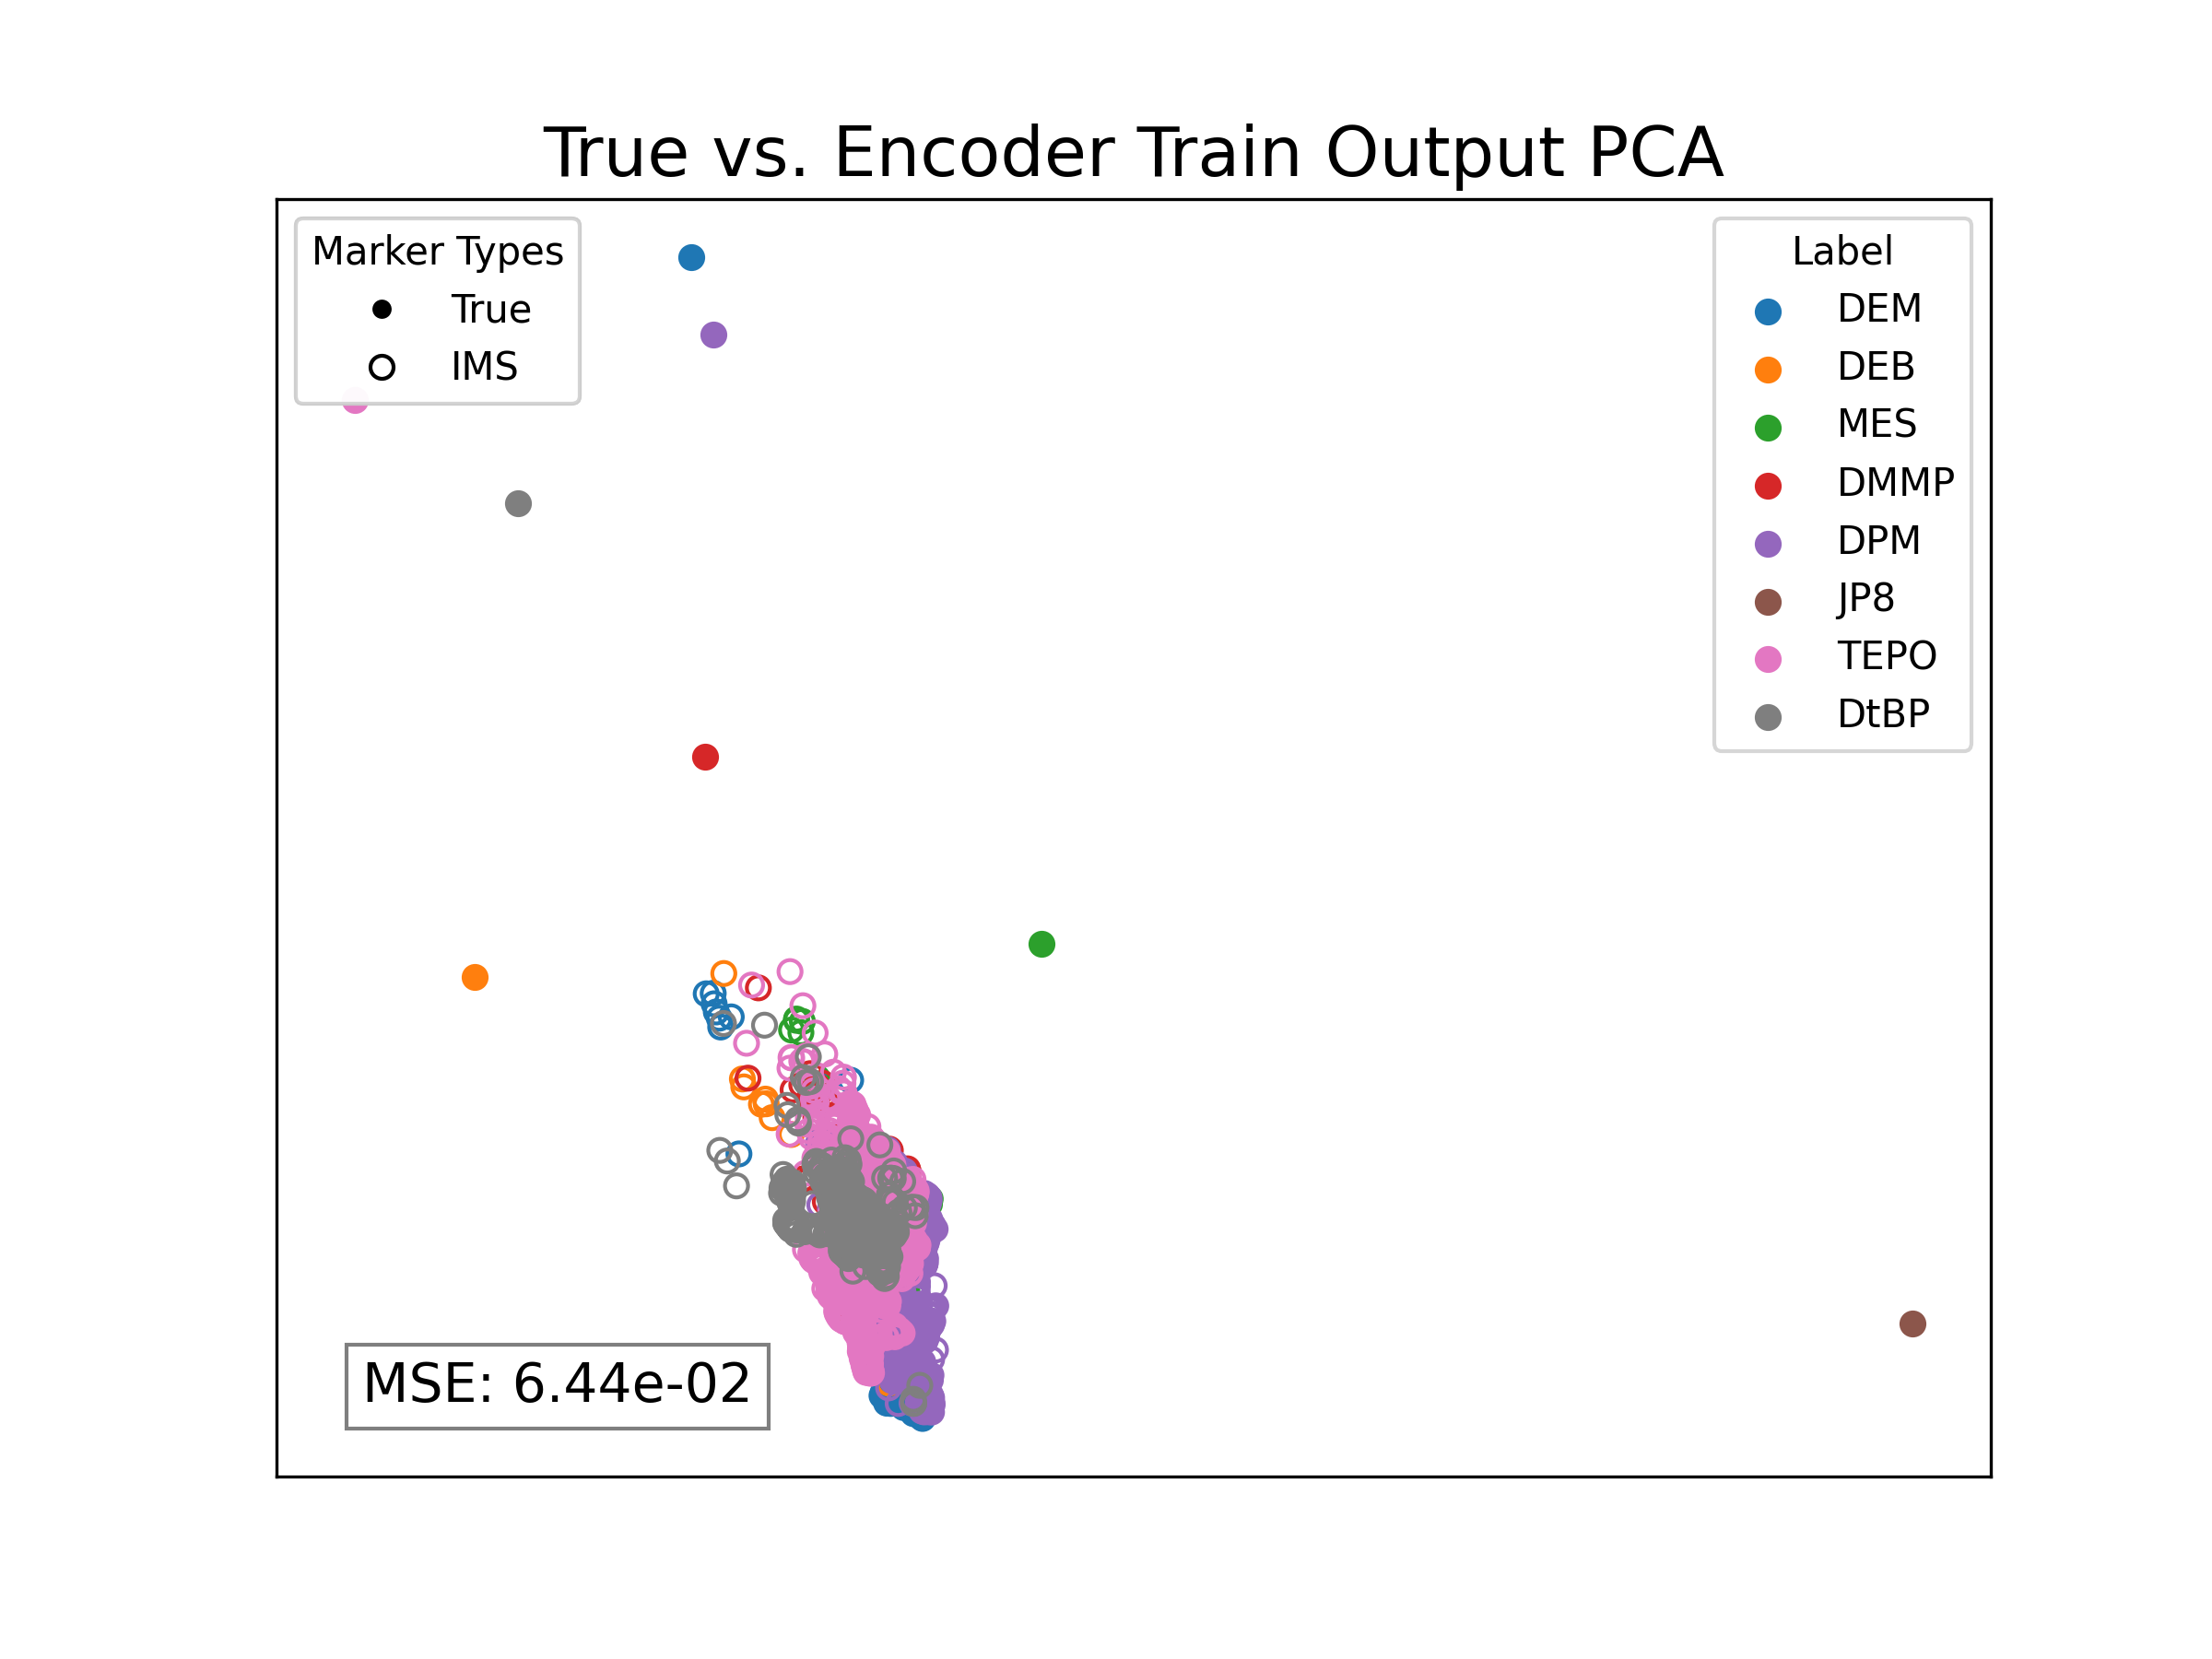 True vs. Encoder Train Output PCA
Marker Types
True
IMS
Label
DEM
DEB
MES
DMMP
DPM
JP8
TEPO
DtBP
MSE: 6.44e-02